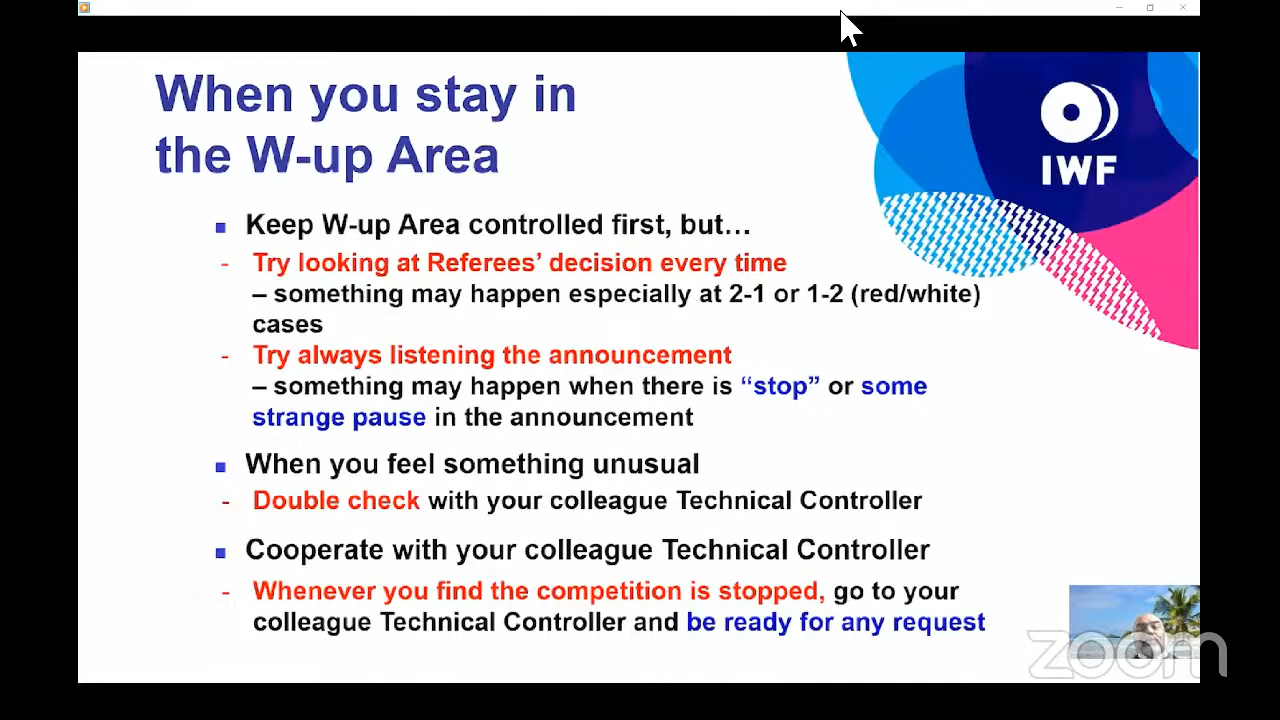 When you stay in
the W-up Area
IWF
Keep W-up Area controlled first, but…
- Try looking at Referees’ decision every time
– something may happen especially at 2-1 or 1-2 (red/white)
cases
- Try always listening the announcement
– something may happen when there is “stop” or some
strange pause in the announcement
When you feel something unusual
- Double check with your colleague Technical Controller
Cooperate with your colleague Technical Controller
- Whenever you find the competition is stopped, go to your
colleague Technical Controller and be ready for any request
zoom